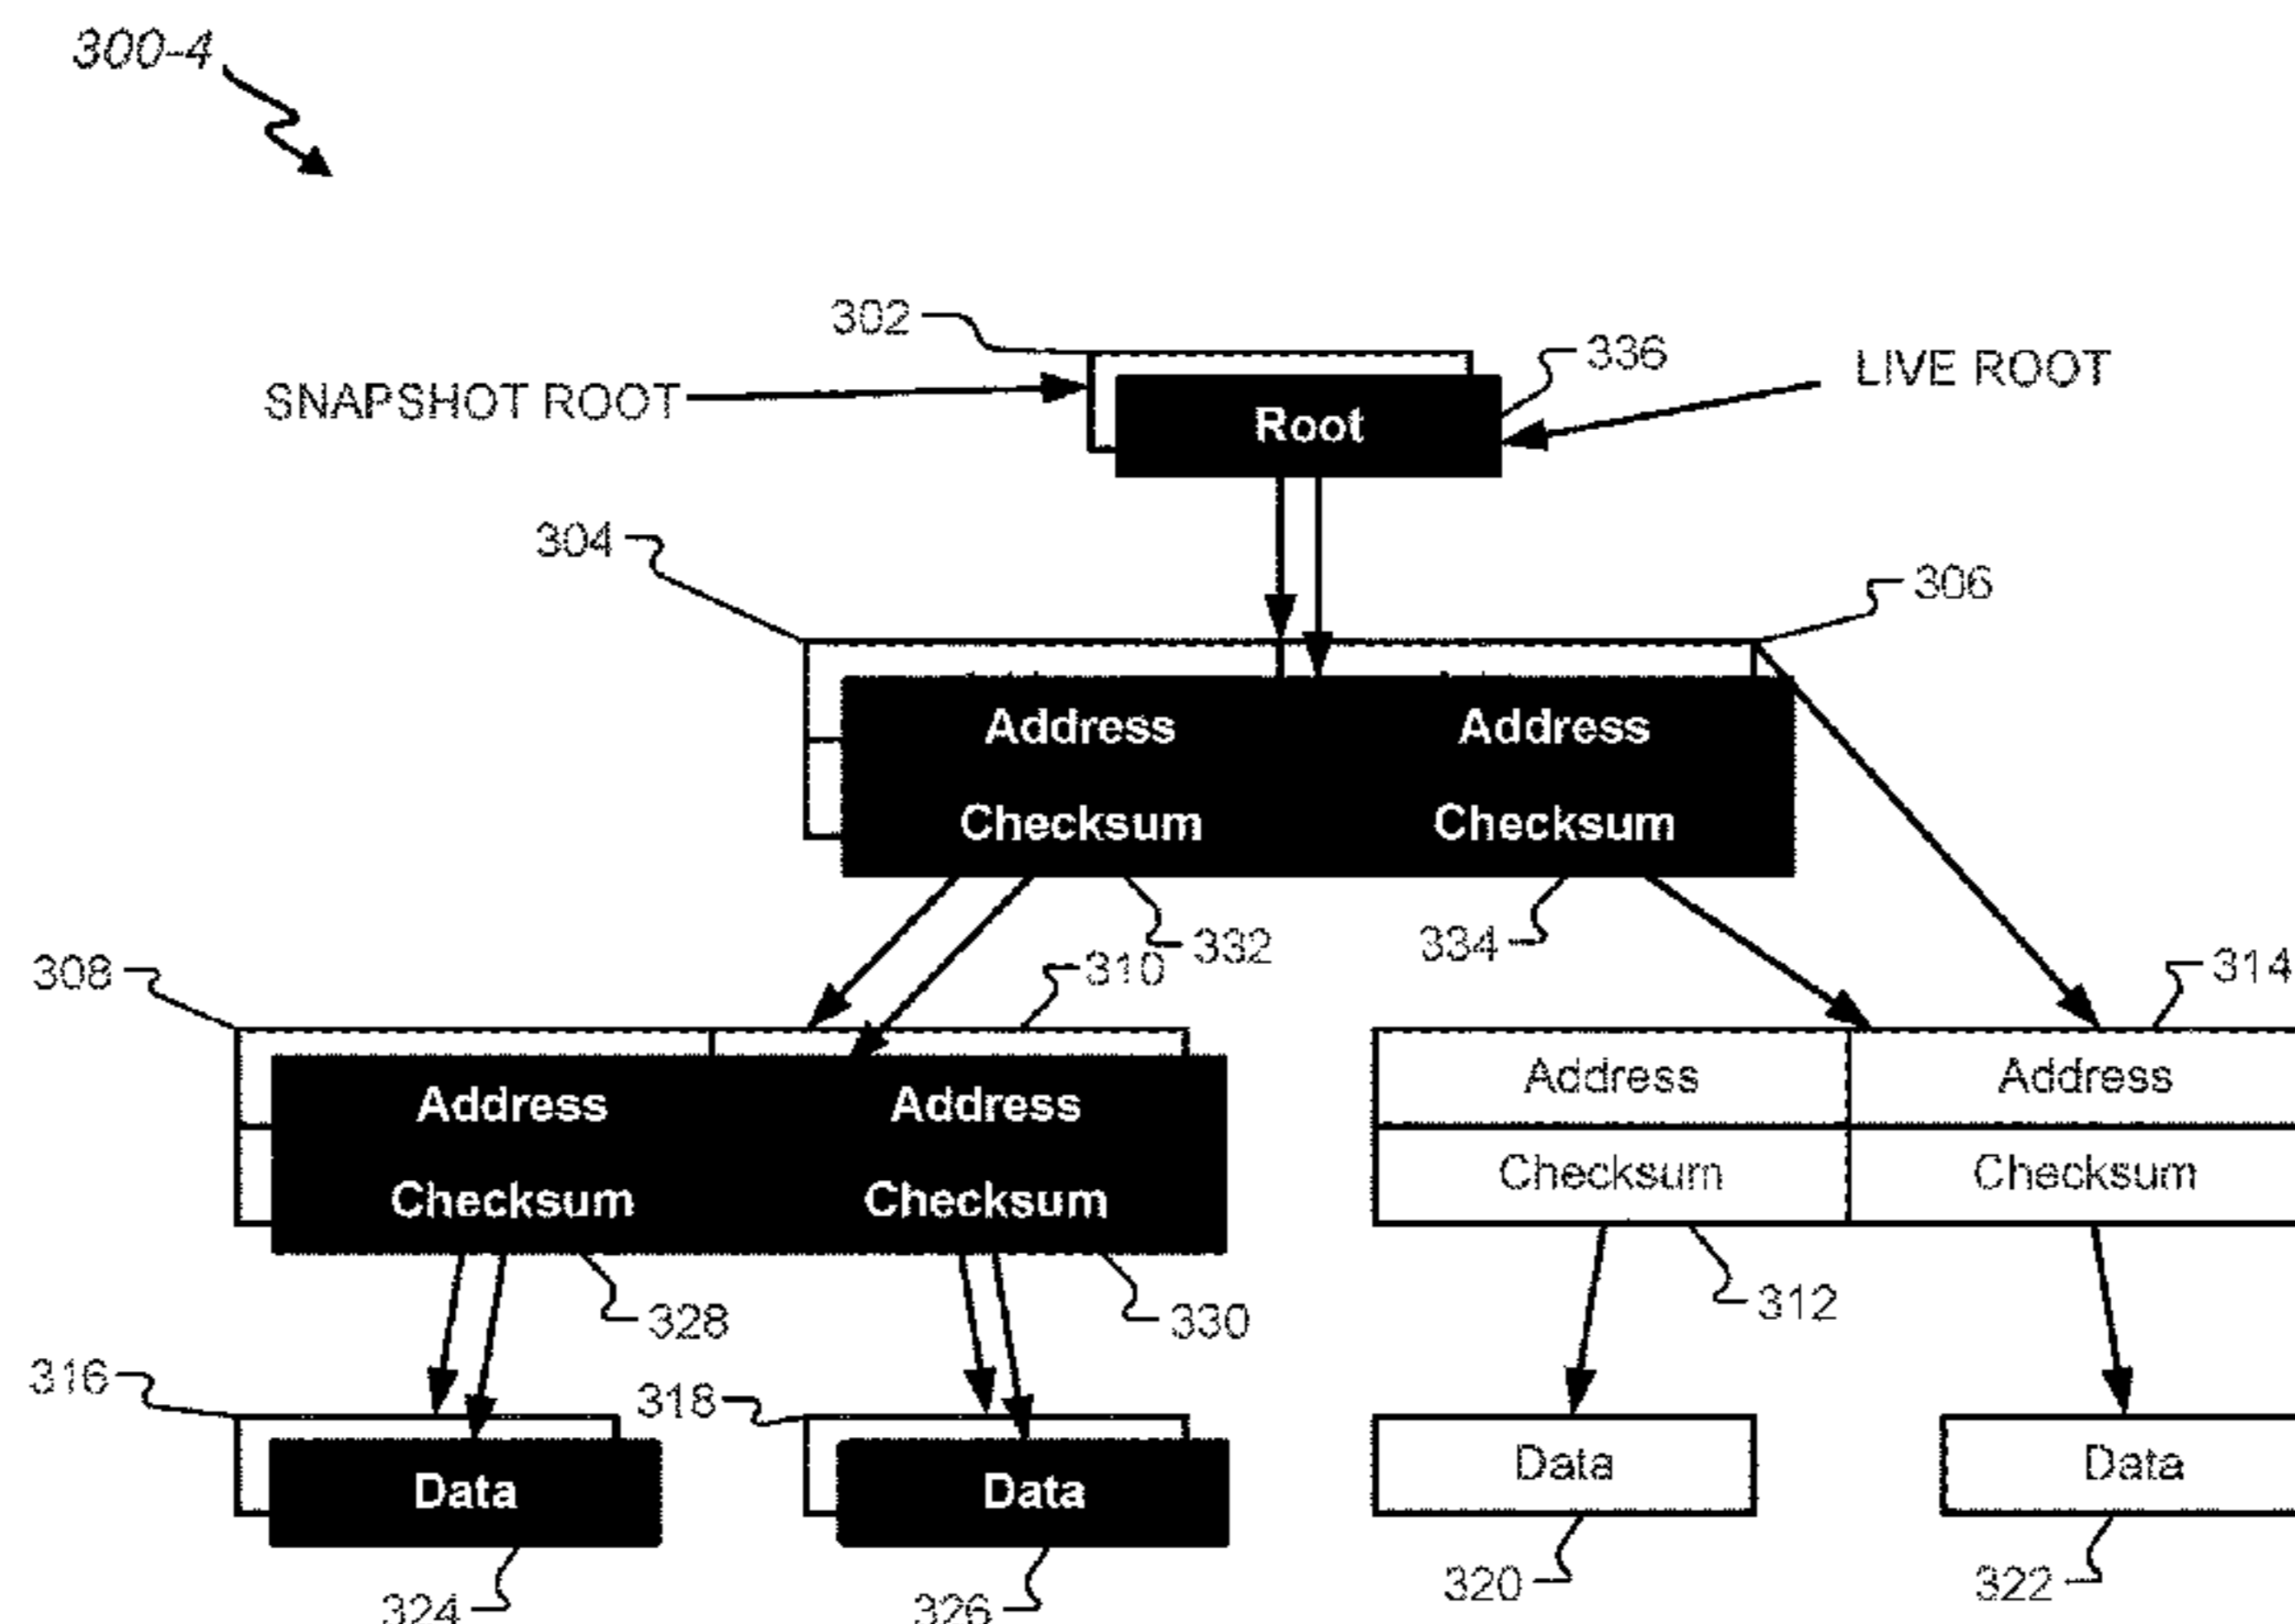 300-4
302
336
LIVE ROOT
SNAPSHOT ROOT
Root
304
306
Address Address
Checksum Checksum
332
334
308
310
314
Address Address
Address Address
Checksum Checksum
Checksum Checksum
328
330
312
316
318
Data Data
Data Data
324
326
320
322